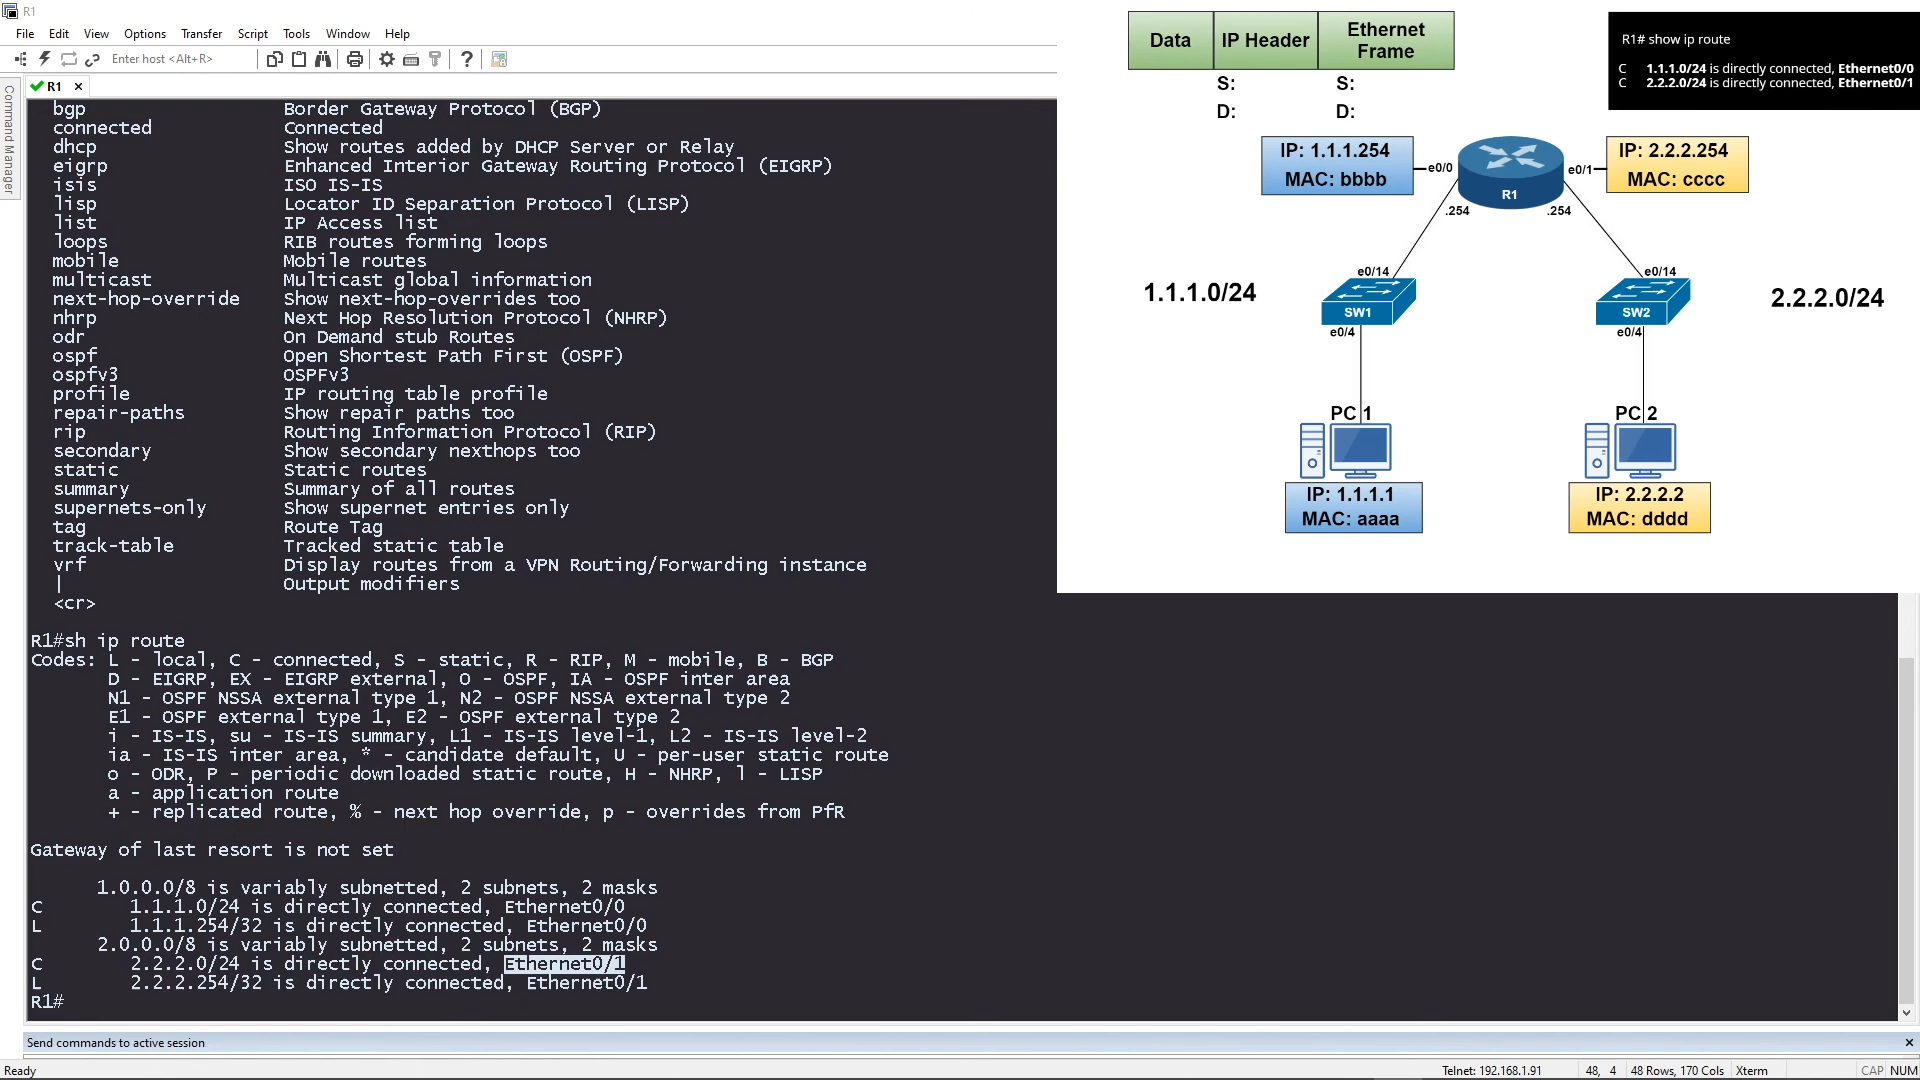 R1
File Edit View Options Transfer Script Tools Window Help
Enter host <Alt+R>
R1
Command Manager
bgp Border Gateway Protocol (BGP)
connected Connected
dhcp Show routes added by DHCP Server or Relay
eigrp Enhanced Interior Gateway Routing Protocol (EIGRP)
isis ISO IS-IS
lisp Locator ID Separation Protocol (LISP)
list IP Access list
loops RIB routes forming loops
mobile Mobile routes
multicast Multicast global information
next-hop-override Show next-hop-overrides too
nhrp Next Hop Resolution Protocol (NHRP)
odr On Demand stub Routes
ospf Open Shortest Path First (OSPF)
ospfv3 OSPFv3
profile IP routing table profile
repair-paths Show repair paths too
rip Routing Information Protocol (RIP)
secondary Show secondary nexthops too
static Static routes
summary Summary of all routes
supernets-only Show supernet entries only
tag Route Tag
track-table Tracked static table
vrf Display routes from a VPN Routing/Forwarding instance
| Output modifiers
<cr>
R1#sh ip route
Codes: L - local, C - connected, S - static, R - RIP, M - mobile, B - BGP
D - EIGRP, EX - EIGRP external, O - OSPF, IA - OSPF inter area
N1 - OSPF NSSA external type 1, N2 - OSPF NSSA external type 2
E1 - OSPF external type 1, E2 - OSPF external type 2
i - IS-IS, su - IS-IS summary, L1 - IS-IS level-1, L2 - IS-IS level-2
ia - IS-IS inter area, * - candidate default, U - per-user static route
o - ODR, P - periodic downloaded static route, H - NHRP, l - LISP
a - application route
+ - replicated route, % - next hop override, p - overrides from PfR
Gateway of last resort is not set
1.0.0.0/8 is variably subnetted, 2 subnets, 2 masks
C 1.1.1.0/24 is directly connected, Ethernet0/0
L 1.1.1.254/32 is directly connected, Ethernet0/0
2.0.0.0/8 is variably subnetted, 2 subnets, 2 masks
C 2.2.2.0/24 is directly connected, Ethernet0/1
L 2.2.2.254/32 is directly connected, Ethernet0/1
R1#
Data IP Header Ethernet Frame
S: S:
D: D:
R1# show ip route
C 1.1.1.0/24 is directly connected, Ethernet0/0
C 2.2.2.0/24 is directly connected, Ethernet0/1
IP: 1.1.1.254
MAC: bbbb
e0/0
R1
e0/1
IP: 2.2.2.254
MAC: cccc
.254 .254
e0/14 e0/14
1.1.1.0/24 SW1 SW2 2.2.2.0/24
e0/4 e0/4
PC 1 PC 2
IP: 1.1.1.1
MAC: aaaa
IP: 2.2.2.2
MAC: dddd
Send commands to active session
Ready Telnet: 192.168.1.91 48, 4 48 Rows, 170 Cols Xterm CAP NUM